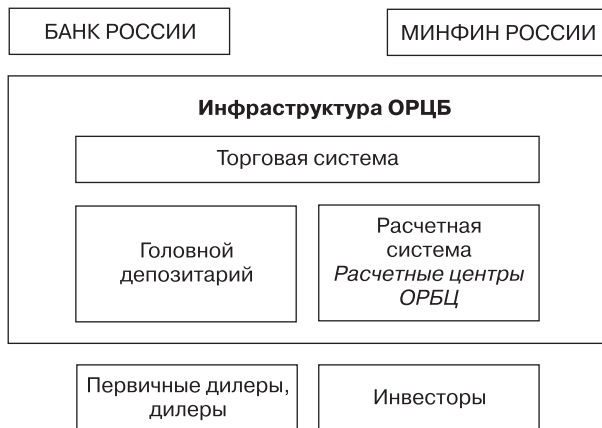 БАНК РОССИИ
МИНФИН РОССИИ
Инфраструктура ОРЦБ
Торговая система
Головной
депозитарий
Расчетная
система
Расчетные центры
ОРБЦ
Первичные дилеры,
дилеры
Инвесторы